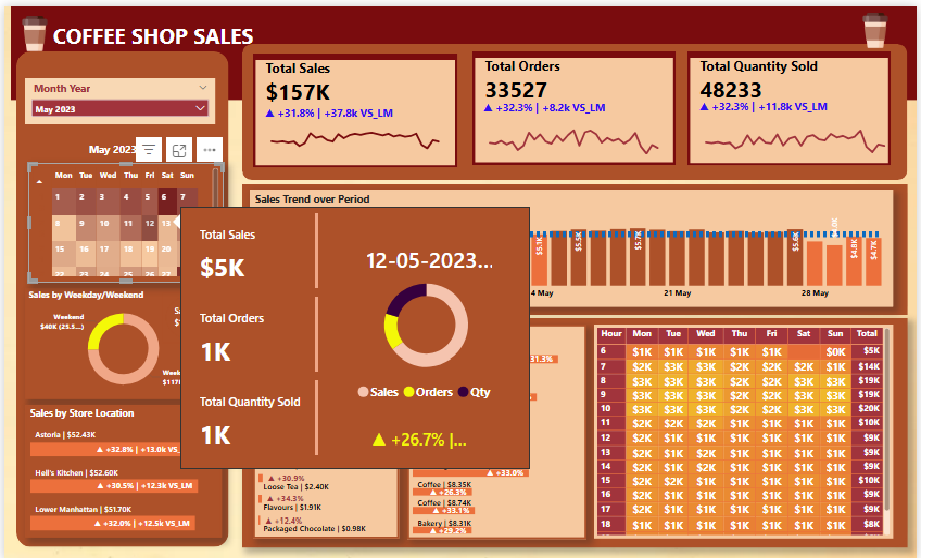 COFFEE SHOP SALES
Month Year
May 2023
Total Sales
$157K
▲ +31.8% | +37.8k VS_LM
Total Orders
33527
▲ +32.3% | +8.2k VS_LM
Total Quantity Sold
48233
▲ +32.3% | +11.8k VS_LM
May 2023
Mon Tue Wed Thu Fri Sat Sun
1 2 3 4 5 6 7
8 9 10 11 12 13
15 16 17 18 19 20
22 23 24 25 26 27
Sales by Weekday/Weekend
Weekend
$40K (25.5...)
Sales by Store Location
Astoria | $52.43K
▲ +32.8% | +13.0k VS_
Hell's Kitchen | $52.60K
▲ +30.5% | +12.3k VS_LM
Lower Manhattan | $51.70K
▲ +32.0% | +12.5k VS_LM
Sales Trend over Period
$5.1K $5.5K $5.7K $5.6K $4.8K $4.7K
21 May 28 May
Total Sales
$5K
Total Orders
1K
Total Quantity Sold
1K
12-05-2023...
Sales Orders Qty
▲ +26.7% |...
31.3%
▲ +30.9%
Loose Tea | $2.40K
▲ +34.3%
Flavours | $1.91K
▲ +12.4%
Packaged Chocolate | $0.98K
▲ +33.0%
Coffee | $8.35K
▲ +26.3%
Coffee | $8.74K
▲ +33.1%
Bakery | $8.31K
▲ +29.2%
Hour Mon Tue Wed Thu Fri Sat Sun Total
6 $1K $1K $1K $1K $1K $0K $5K
7 $2K $3K $3K $2K $2K $2K $1K $14K
8 $3K $3K $3K $2K $2K $3K $3K $19K
9 $3K $3K $3K $2K $2K $3K $3K $19K
10 $3K $3K $3K $2K $3K $3K $3K $20K
11 $2K $2K $2K $1K $1K $1K $1K $10K
12 $2K $1K $1K $1K $1K $1K $1K $9K
13 $1K $2K $1K $1K $1K $1K $1K $9K
14 $1K $2K $2K $1K $1K $1K $1K $9K
15 $2K $2K $1K $1K $1K $1K $1K $10K
16 $2K $1K $1K $1K $1K $1K $1K $9K
17 $2K $1K $1K $1K $1K $1K $1K $9K
18 $1K $1K $1K $1K $1K $1K $1K $8K